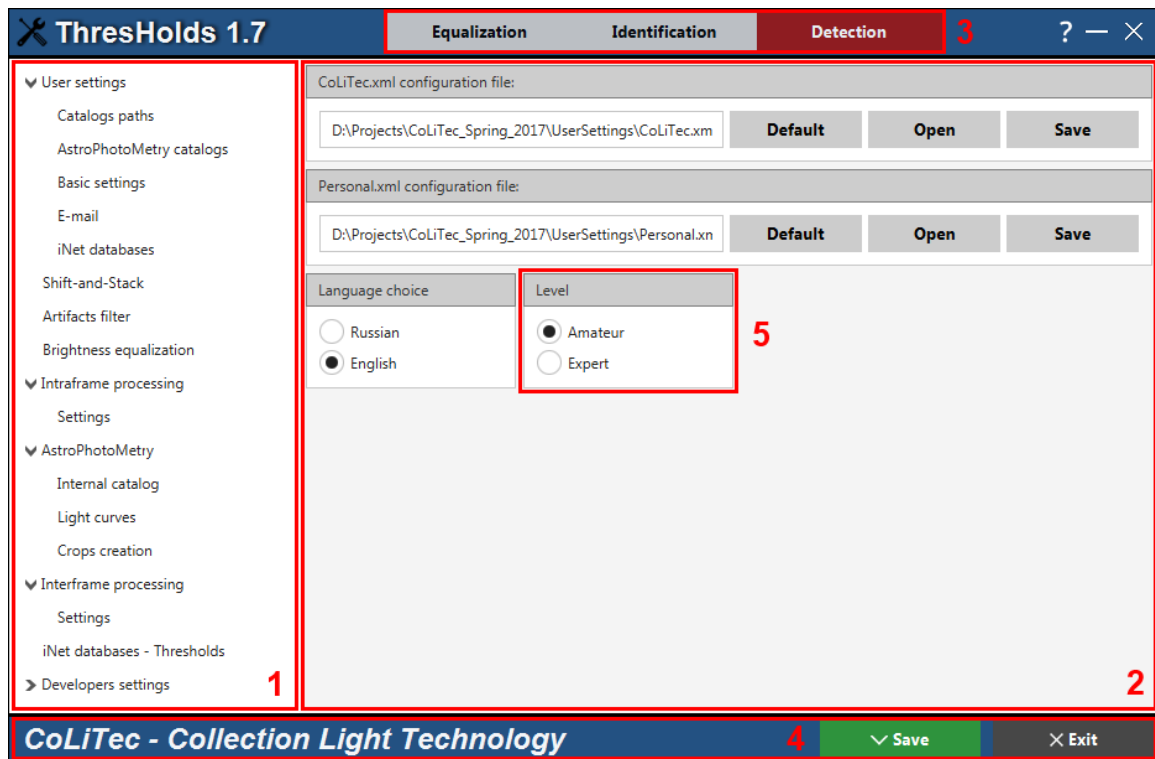 ThresHolds 1.7
Equalization Identification Detection 3 ?
User settings
Catalogs paths
AstroPhotoMetry catalogs
Basic settings
E-mail
iNet databases
Shift-and-Stack
Artifacts filter
Brightness equalization
Intraframe processing
Settings
AstroPhotoMetry
Internal catalog
Light curves
Crops creation
Interframe processing
Settings
iNet databases - Thresholds
Developers settings
1
CoLiTec.xml configuration file:
D:\Projects\CoLiTec_Spring_2017\UserSettings\CoLiTec.xm Default Open Save
Personal.xml configuration file:
D:\Projects\CoLiTec_Spring_2017\UserSettings\Personal.xn Default Open Save
Language choice
Russian
English
Level
Amateur
Expert
5
2
CoLiTec - Collection Light Technology 4 Save Exit